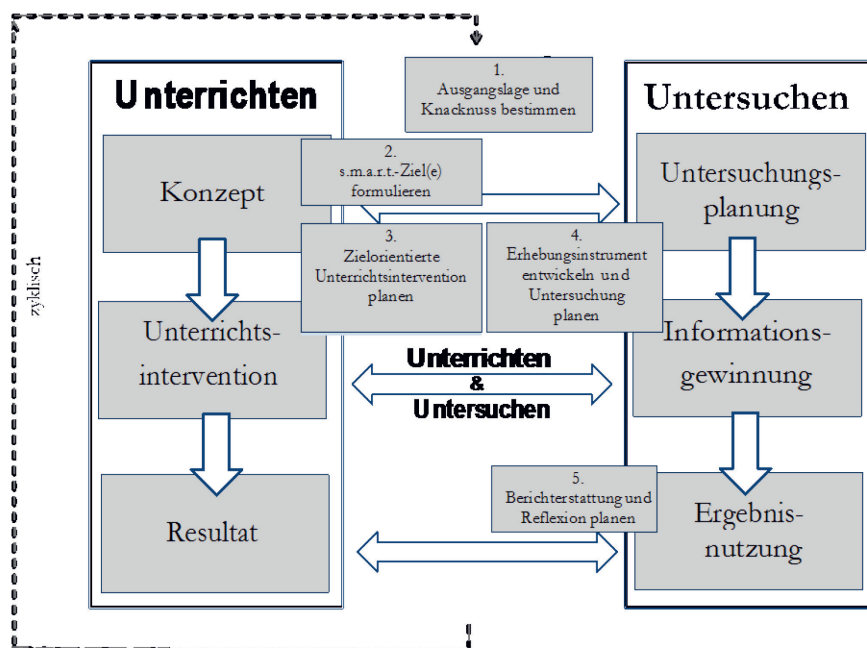 zyklisch
Unterrichten
Konzept
Unterrichts-
intervention
Resultat
1.
Ausgangslage und
Knacknuss bestimmen
2.
s.m.a.r.t.-Ziel(e)
formulieren
3.
Zielorientierte
Unterrichtsintervention
planen
4.
Erhebungsinstrument
entwickeln und
Untersuchung
planen
Unterrichten
&
Untersuchen
5.
Berichterstattung und
Reflexion planen
Untersuchen
Untersuchungs-
planung
Informations-
gewinnung
Ergebnis-
nutzung